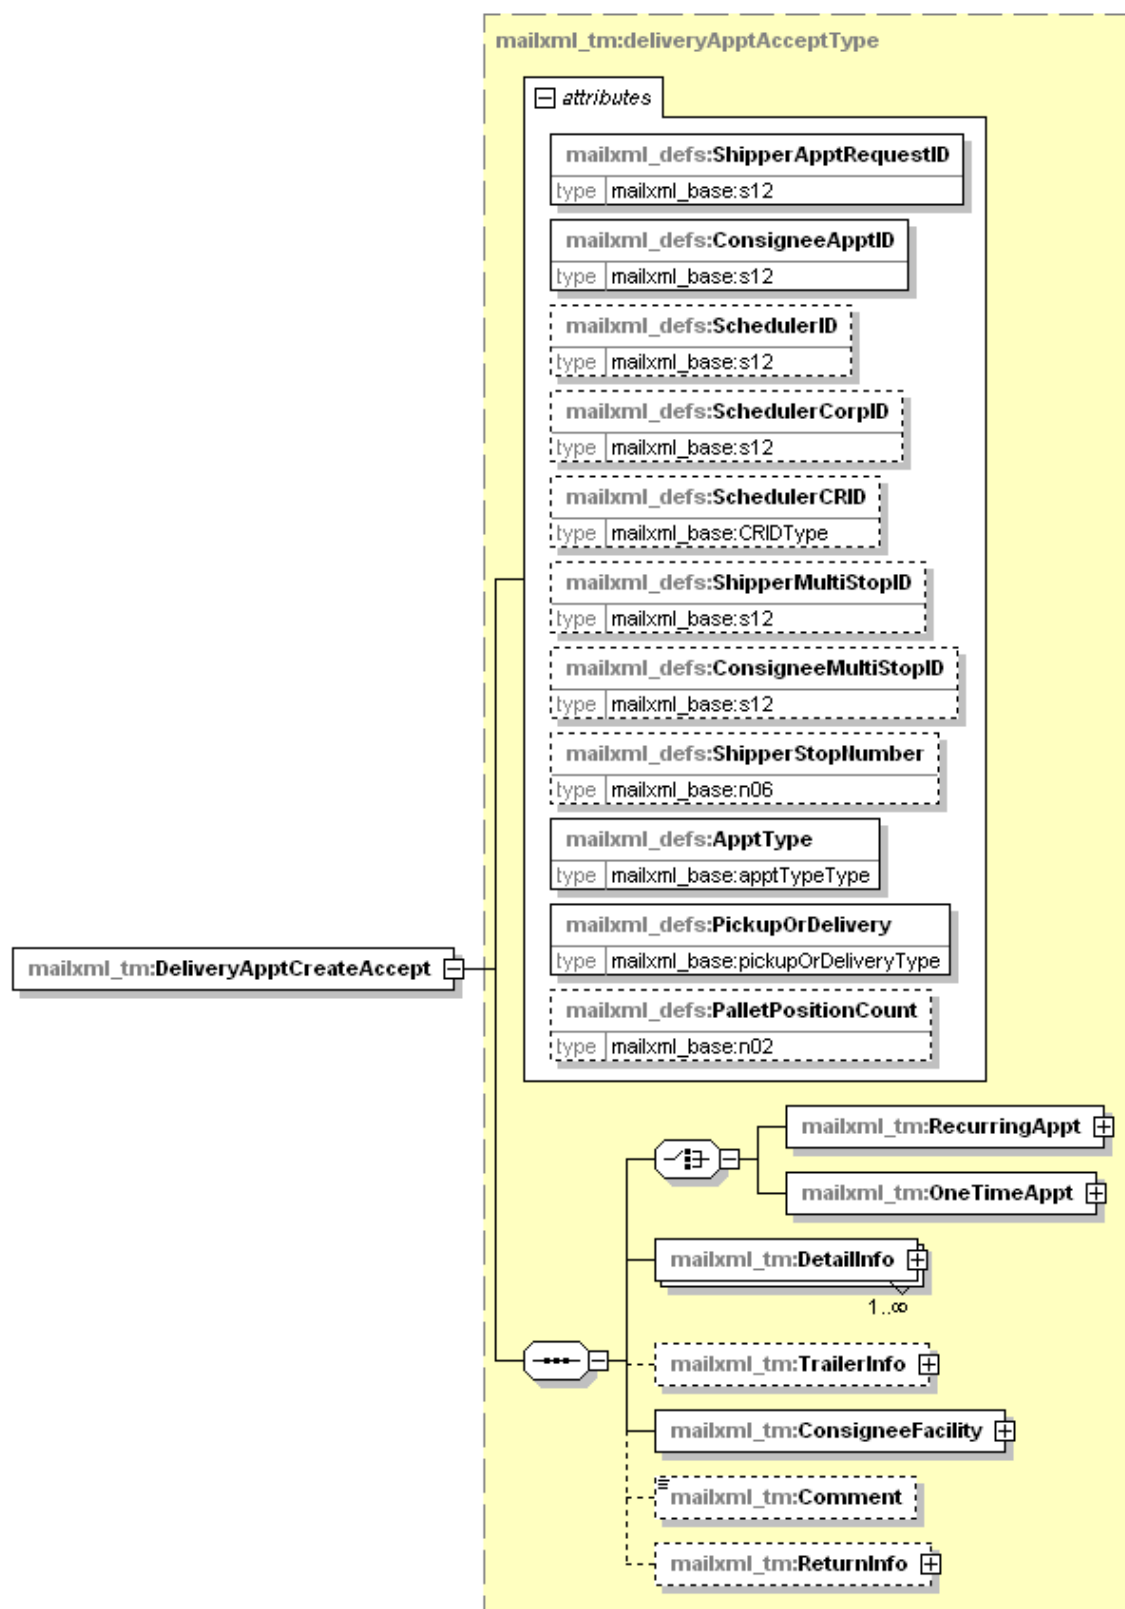 mailxml_tm:deliveryApptAcceptType
attributes
mailxml_defs:ShipperApptRequestID
type mailxml_base:s12
mailxml_defs:ConsigneeApptID
type mailxml_base:s12
mailxml_defs:SchedulerID
type mailxml_base:s12
mailxml_defs:SchedulerCorpID
type mailxml_base:s12
mailxml_defs:SchedulerCRID
type mailxml_base:CRIDType
mailxml_defs:ShipperMultiStopID
type mailxml_base:s12
mailxml_defs:ConsigneeMultiStopID
type mailxml_base:s12
mailxml_defs:ShipperStopNumber
type mailxml_base:n06
mailxml_defs:ApptType
type mailxml_base:apptTypeType
mailxml_defs:PickupOrDelivery
type mailxml_base:pickupOrDeliveryType
mailxml_defs:PalletPositionCount
type mailxml_base:n02
mailxml_tm:DeliveryApptCreateAccept
mailxml_tm:RecurringAppt
mailxml_tm:OneTimeAppt
mailxml_tm:DetailInfo
1..∞
mailxml_tm:TrailerInfo
mailxml_tm:ConsigneeFacility
mailxml_tm:Comment
mailxml_tm:ReturnInfo